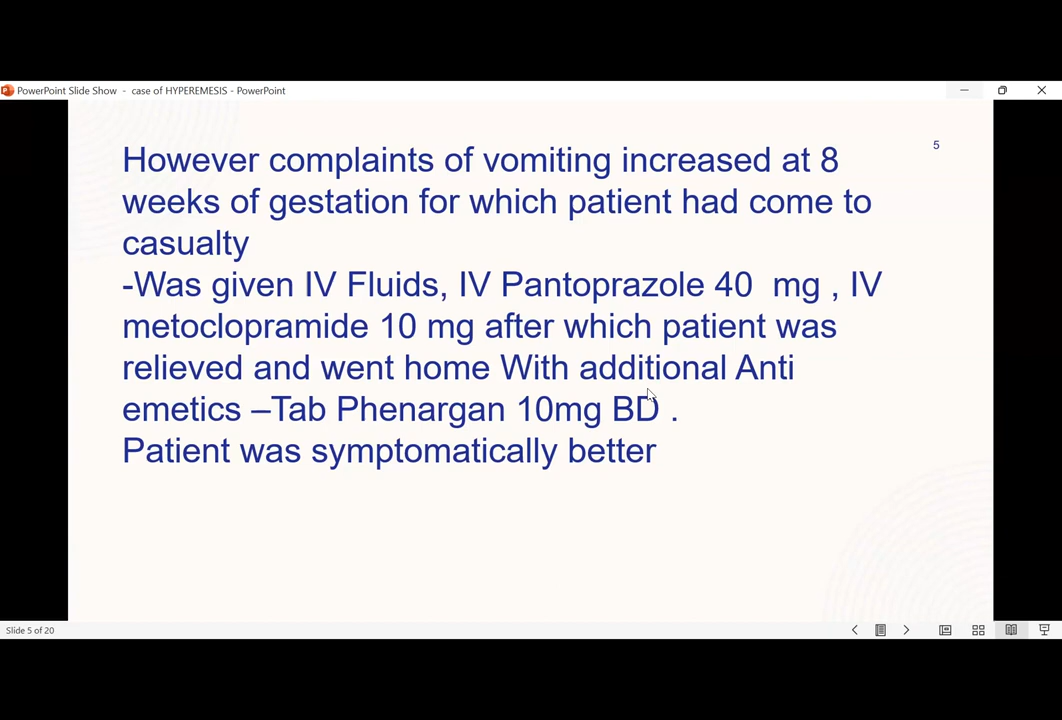 PowerPoint Slide Show - case of HYPEREMESIS - PowerPoint
5
However complaints of vomiting increased at 8
weeks of gestation for which patient had come to
casualty
-Was given IV Fluids, IV Pantoprazole 40  mg , IV
metoclopramide 10 mg after which patient was
relieved and went home With additional Anti
emetics –Tab Phenargan 10mg BD .
Patient was symptomatically better
Slide 5 of 20